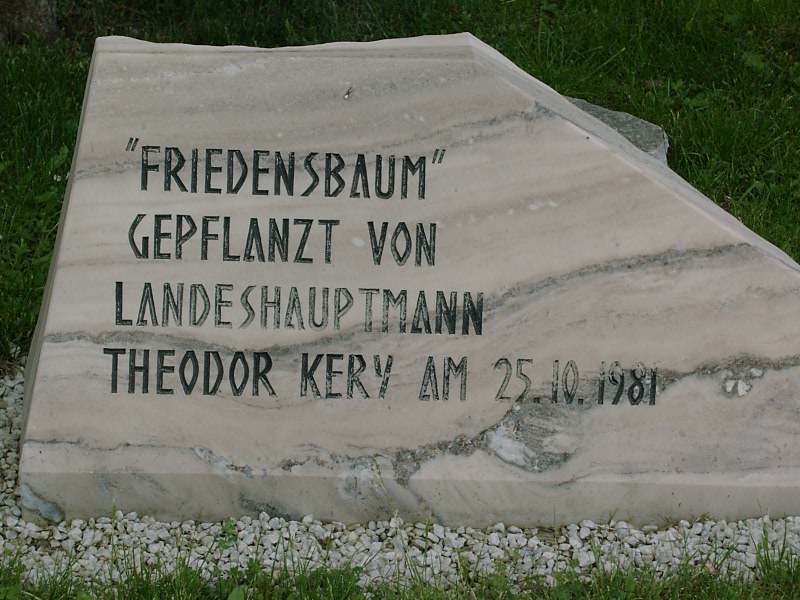 "FRIEDENSBAUM"
GEPFLANZT VON
LANDESHAUPTMANN
THEODOR KERY AM 25.10.1981